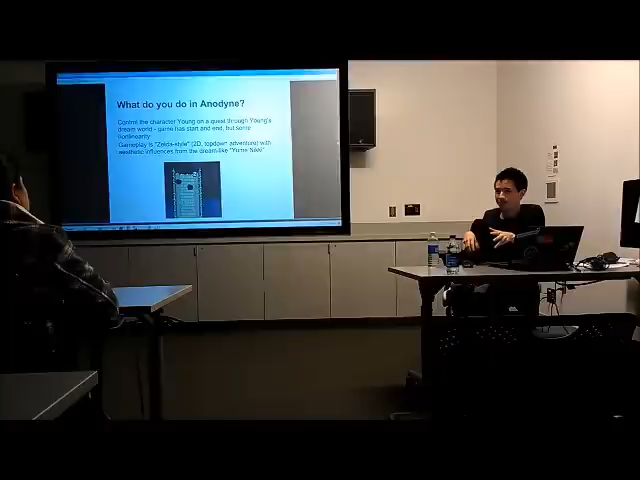 What do you do in Anodyne?
Control the character Young on a quest through Young's
dream world - game has start and end, but some
nonlinearity
Gameplay is "Zelda-style" (2D, topdown adventure) with
aesthetic influences from the dream-like "Yume Nikki"